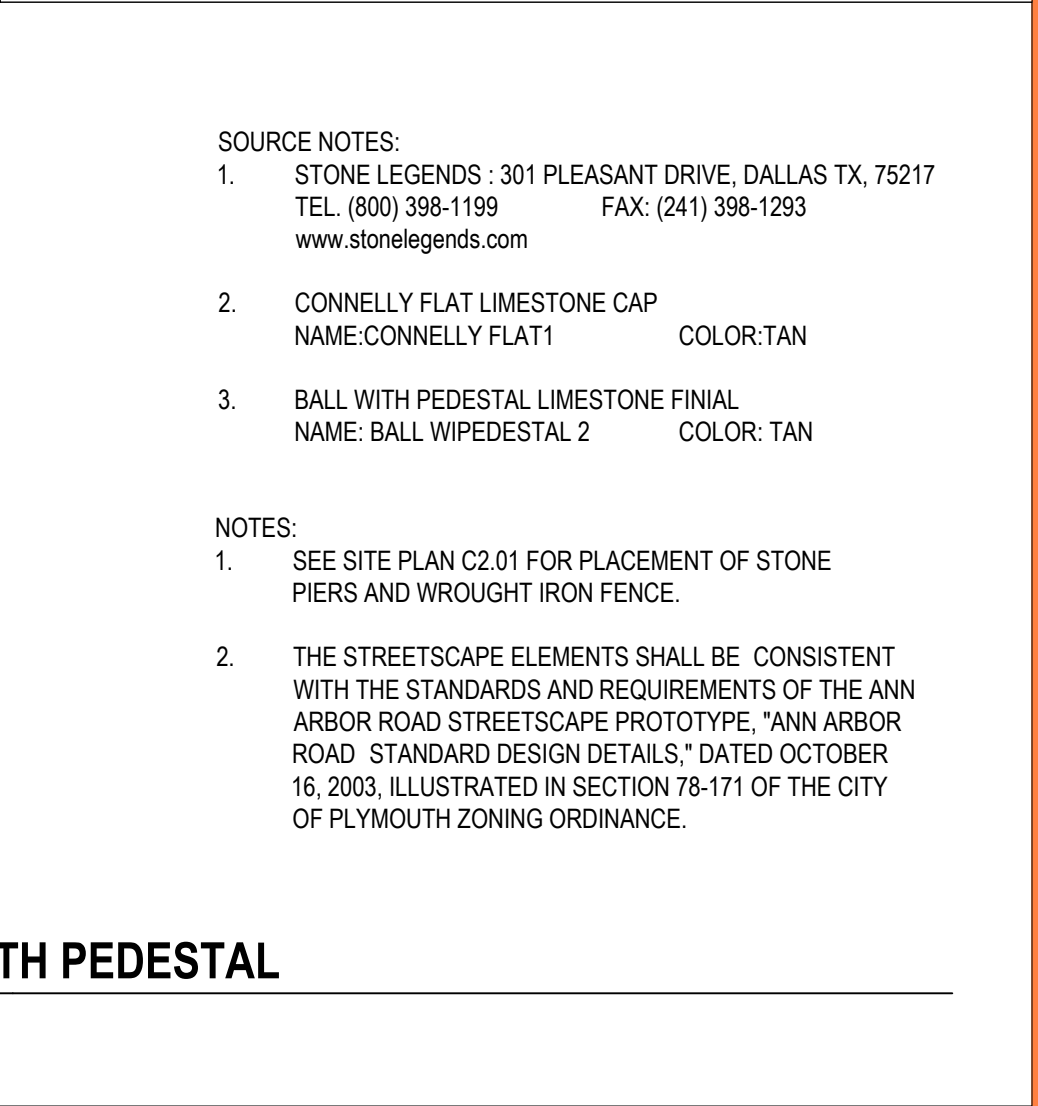 SOURCE NOTES:
1. STONE LEGENDS : 301 PLEASANT DRIVE, DALLAS TX, 75217
TEL. (800) 398-1199 FAX: (241) 398-1293
www.stonelegends.com
2. CONNELLY FLAT LIMESTONE CAP
NAME:CONNELLY FLAT1 COLOR:TAN
3. BALL WITH PEDESTAL LIMESTONE FINIAL
NAME: BALL WIPEDESTAL 2 COLOR: TAN
NOTES:
1. SEE SITE PLAN C2.01 FOR PLACEMENT OF STONE
PIERS AND WROUGHT IRON FENCE.
2. THE STREETSCAPE ELEMENTS SHALL BE CONSISTENT
WITH THE STANDARDS AND REQUIREMENTS OF THE ANN
ARBOR ROAD STREETSCAPE PROTOTYPE, "ANN ARBOR
ROAD STANDARD DESIGN DETAILS," DATED OCTOBER
16, 2003, ILLUSTRATED IN SECTION 78-171 OF THE CITY
OF PLYMOUTH ZONING ORDINANCE.
TH PEDESTAL